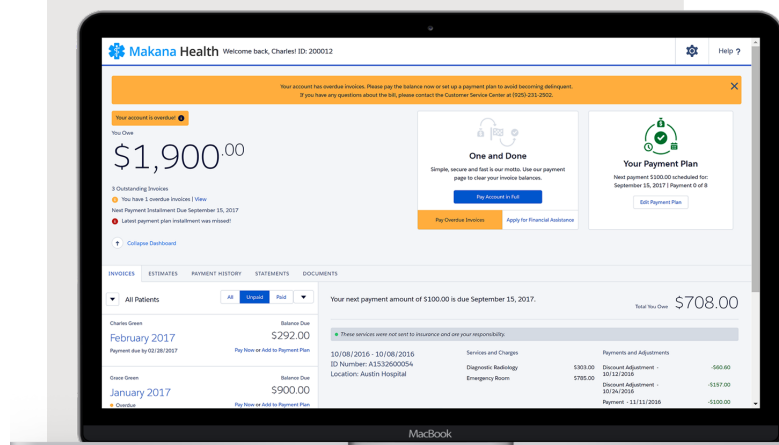 Makana Health Welcome back, Charles! ID: 200012
Help ?
Your account has overdue invoices. Please pay the balance now or set up a payment plan to avoid becoming delinquent.
If you have any questions about the bill, please contact the Customer Service Center at (925)-231-2502.
Your account is overdue!
You Owe
$1,900.00
3 Outstanding Invoices
You have 1 overdue invoices | View
Next Payment Installment Due September 15, 2017
Latest payment plan installment was missed!
Collapse Dashboard
One and Done
Simple, secure and fast is our motto. Use our payment
page to clear your invoice balances.
Pay Account in Full
Pay Overdue Invoices Apply for Financial Assistance
Your Payment Plan
Next payment $100.00 scheduled for:
September 15, 2017 | Payment 0 of 8
Edit Payment Plan
INVOICES ESTIMATES PAYMENT HISTORY STATEMENTS DOCUMENTS
All Patients All Unpaid Paid
Charles Green Balance Due
February 2017 $292.00
Payment due by 02/28/2017 Pay Now or Add to Payment Plan
Grace Green Balance Due
January 2017 $900.00
Overdue Pay Now or Add to Payment Plan
Your next payment amount of $100.00 is due September 15, 2017.
Total You Owe $708.00
These services were not sent to insurance and are your responsibility.
10/08/2016 - 10/08/2016
ID Number: A1532600054
Location: Austin Hospital
Services and Charges
Diagnostic Radiology $303.00
Emergency Room $785.00
Payments and Adjustments
Discount Adjustment - -$60.60
10/12/2016
Discount Adjustment - -$157.00
10/24/2016
Payment - 11/11/2016 -$100.00
MacBook